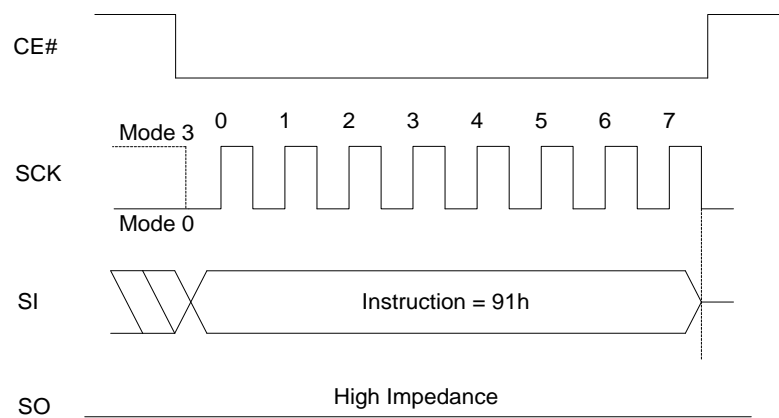 CE#
0 1 2 3 4 5 6 7
Mode 3
SCK
Mode 0
SI
Instruction = 91h
High Impedance
SO